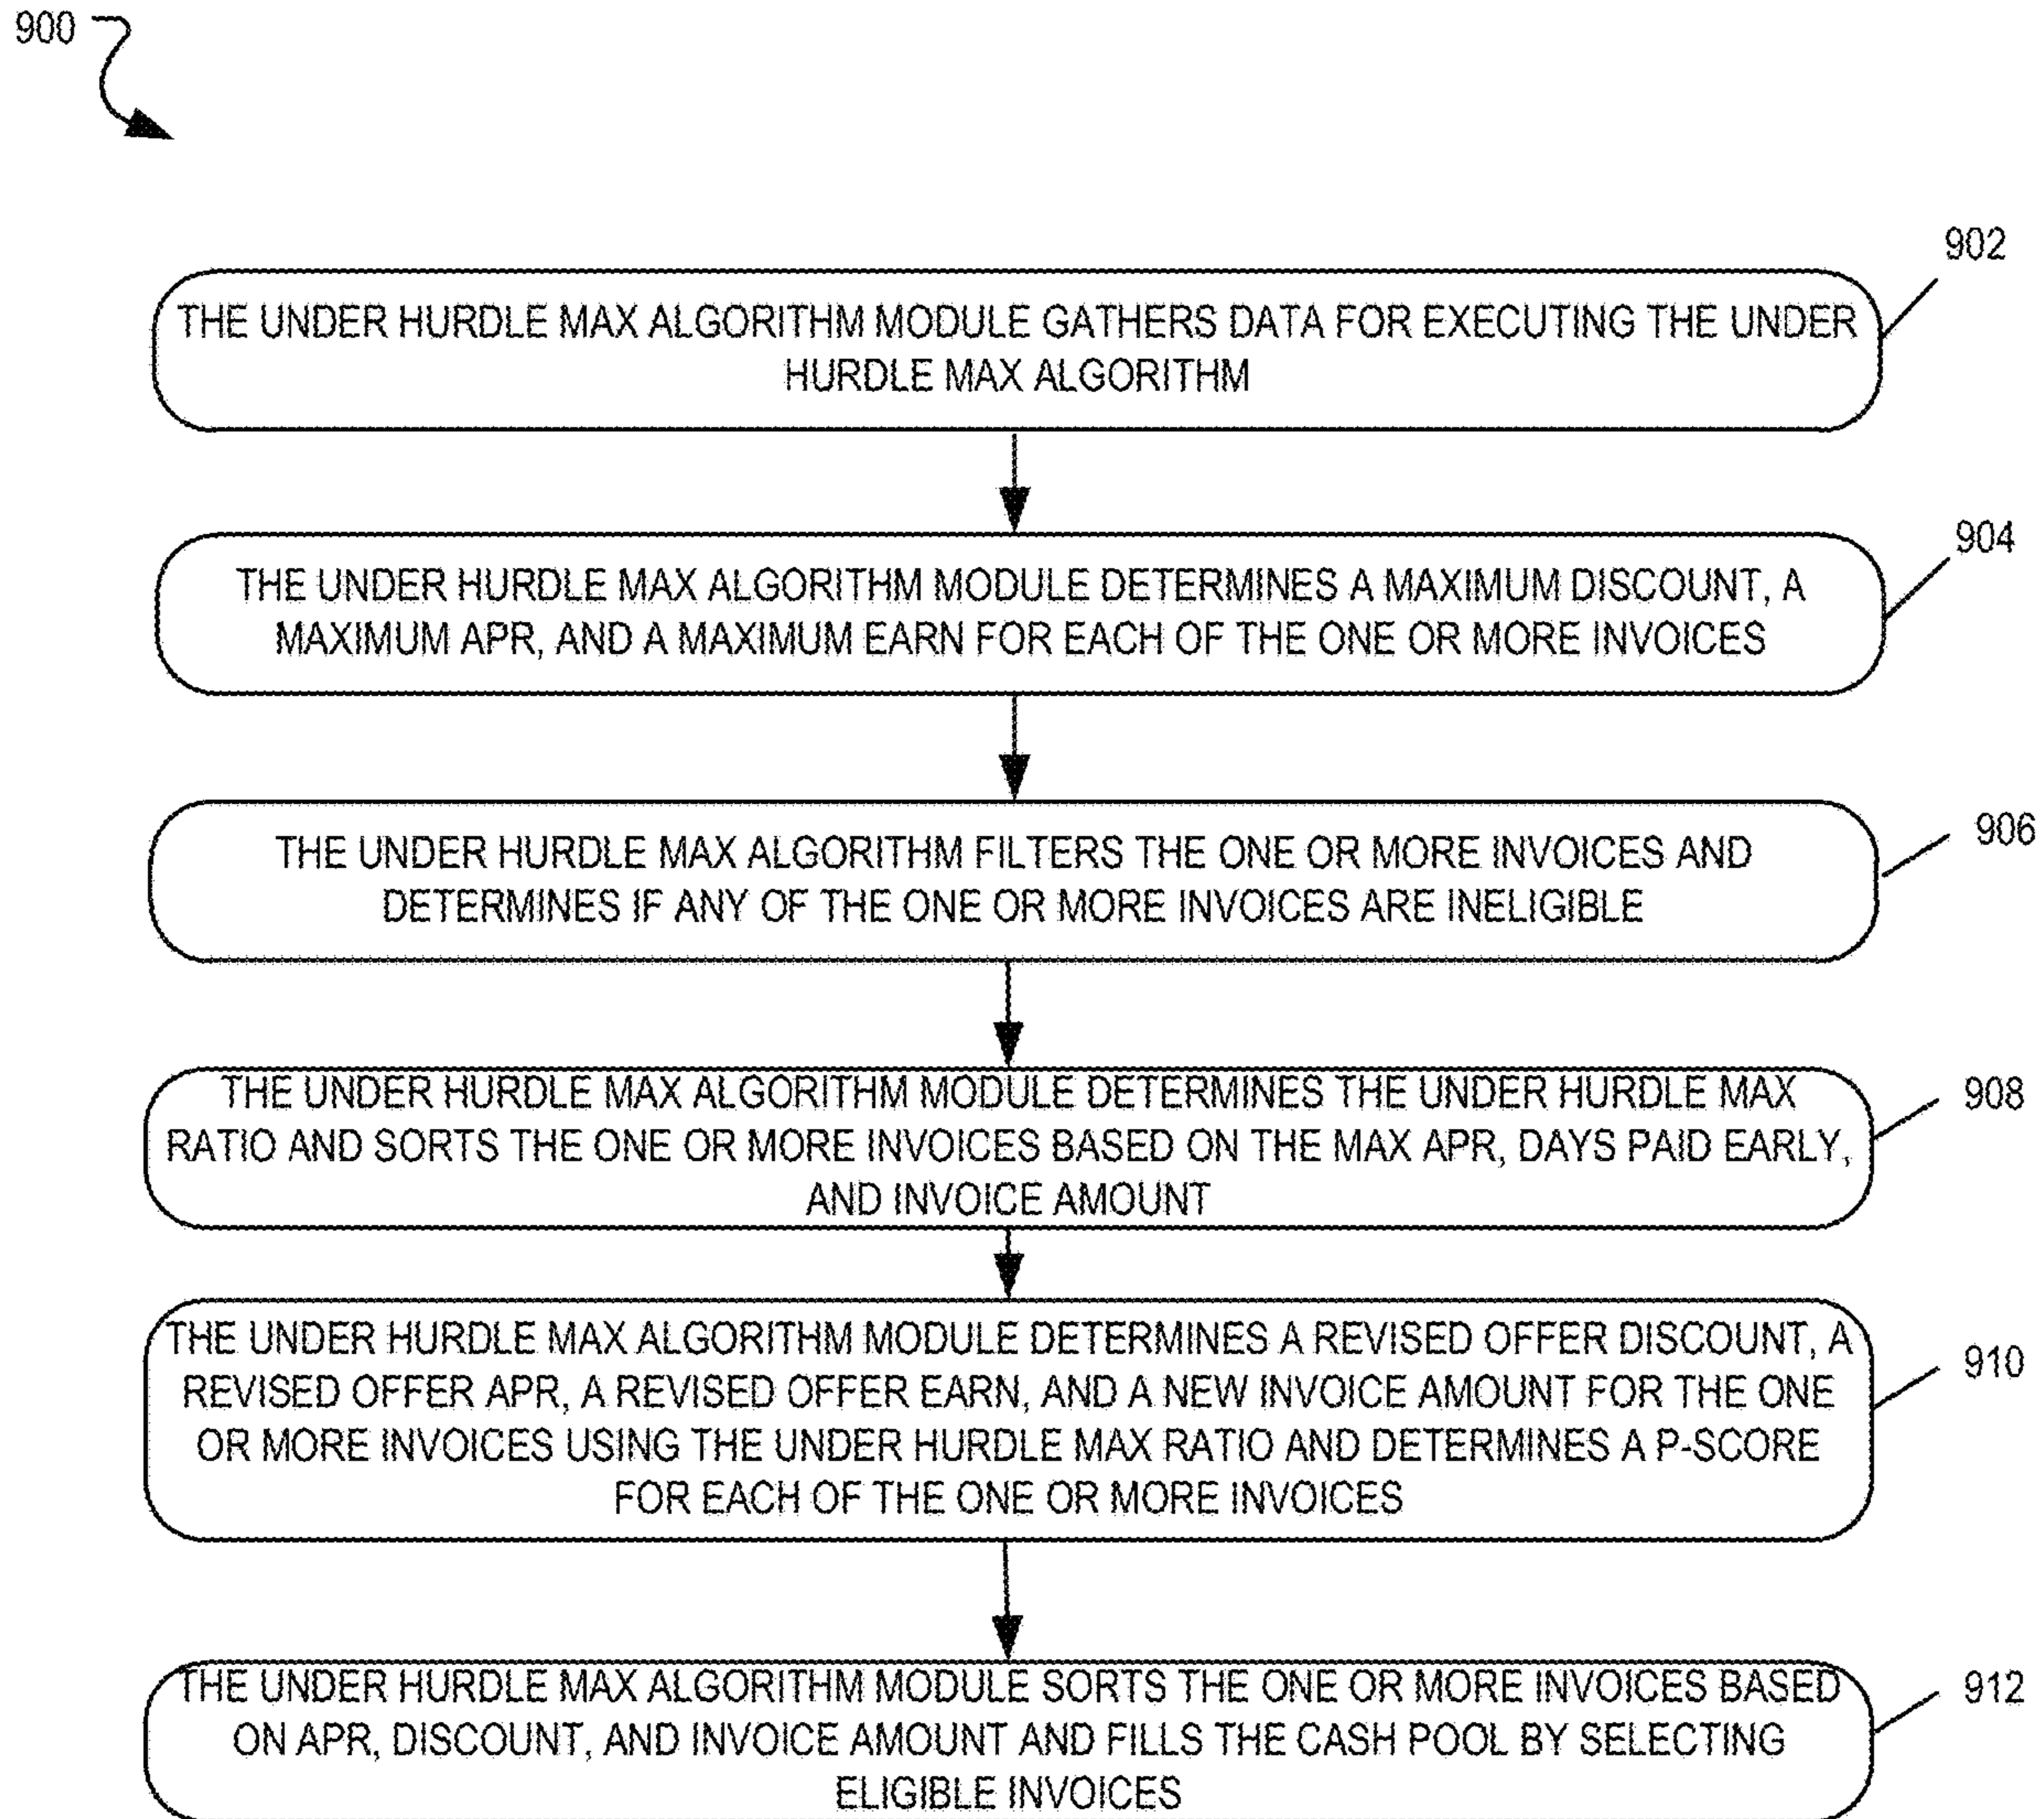 900
902
THE UNDER HURDLE MAX ALGORITHM MODULE GATHERS DATA FOR EXECUTING THE UNDER
HURDLE MAX ALGORITHM
904
THE UNDER HURDLE MAX ALGORITHM MODULE DETERMINES A MAXIMUM DISCOUNT, A
MAXIMUM APR, AND A MAXIMUM EARN FOR EACH OF THE ONE OR MORE INVOICES
906
THE UNDER HURDLE MAX ALGORITHM FILTERS THE ONE OR MORE INVOICES AND
DETERMINES IF ANY OF THE ONE OR MORE INVOICES ARE INELIGIBLE
908
THE UNDER HURDLE MAX ALGORITHM MODULE DETERMINES THE UNDER HURDLE MAX
RATIO AND SORTS THE ONE OR MORE INVOICES BASED ON THE MAX APR, DAYS PAID EARLY,
AND INVOICE AMOUNT
910
THE UNDER HURDLE MAX ALGORITHM MODULE DETERMINES A REVISED OFFER DISCOUNT, A
REVISED OFFER APR, A REVISED OFFER EARN, AND A NEW INVOICE AMOUNT FOR THE ONE
OR MORE INVOICES USING THE UNDER HURDLE MAX RATIO AND DETERMINES A P-SCORE
FOR EACH OF THE ONE OR MORE INVOICES
912
THE UNDER HURDLE MAX ALGORITHM MODULE SORTS THE ONE OR MORE INVOICES BASED
ON APR, DISCOUNT, AND INVOICE AMOUNT AND FILLS THE CASH POOL BY SELECTING
ELIGIBLE INVOICES